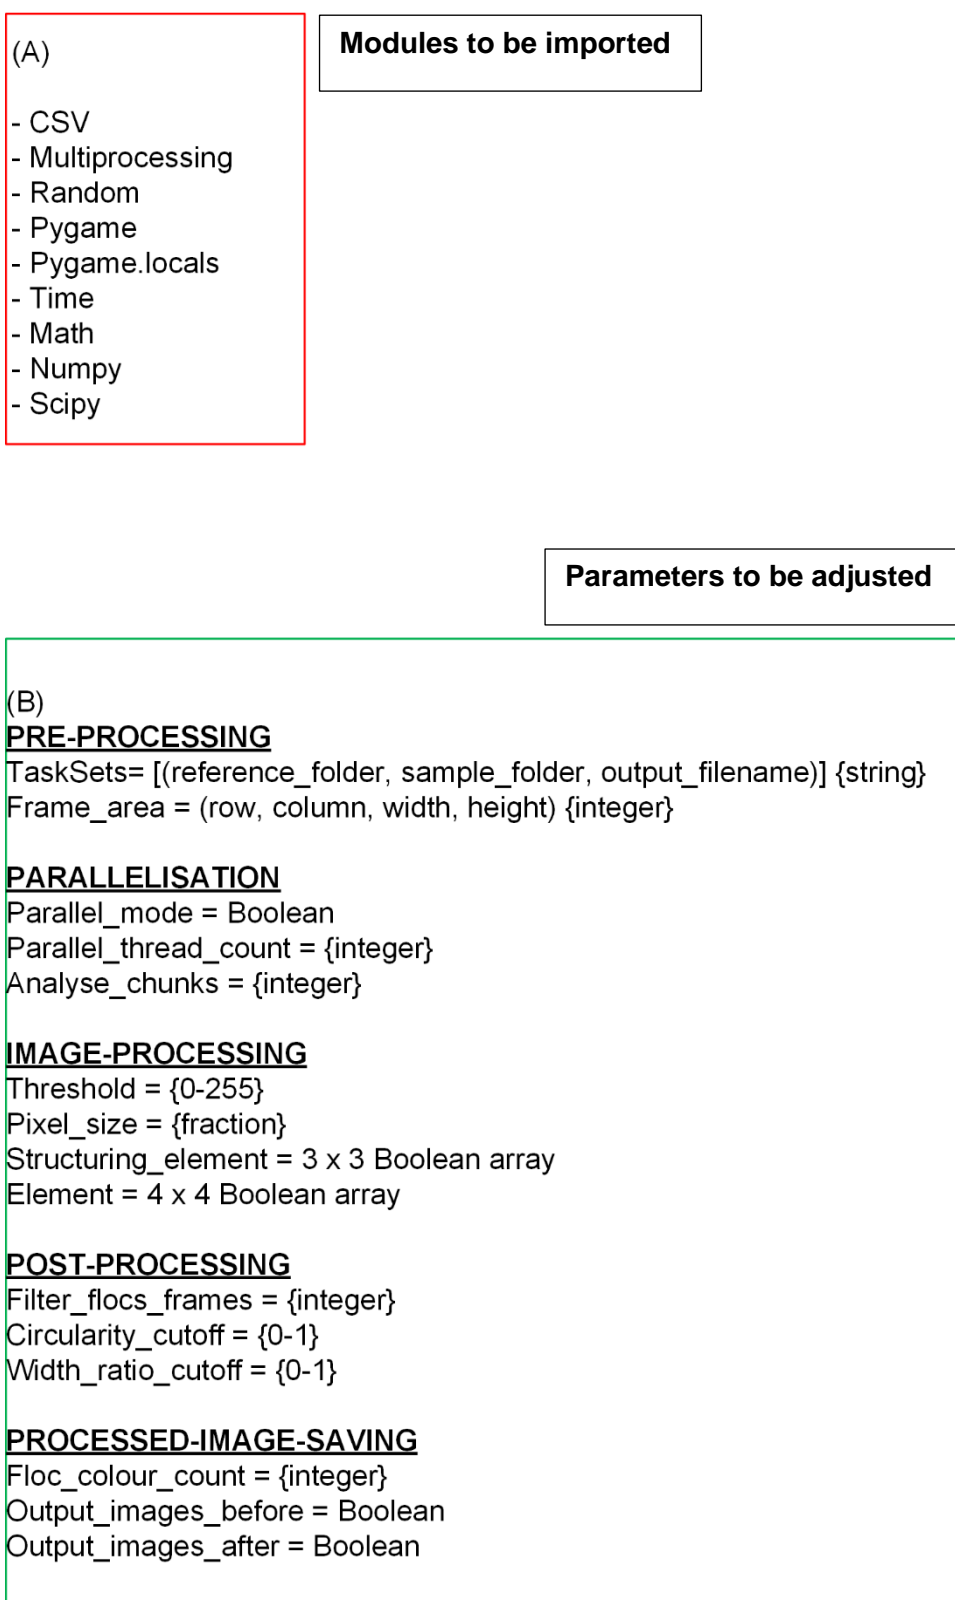 (A)
Modules to be imported
- CSV
- Multiprocessing
- Random
- Pygame
- Pygame.locals
- Time
- Math
- Numpy
- Scipy
Parameters to be adjusted
(B)
PRE-PROCESSING
TaskSets= [(reference_folder, sample_folder, output_filename)] {string}
Frame_area = (row, column, width, height) {integer}
PARALLELISATION
Parallel_mode = Boolean
Parallel_thread_count = {integer}
Analyse_chunks = {integer}
IMAGE-PROCESSING
Threshold = {0-255}
Pixel_size = {fraction}
Structuring_element = 3 x 3 Boolean array
Element = 4 x 4 Boolean array
POST-PROCESSING
Filter_flocs_frames = {integer}
Circularity_cutoff = {0-1}
Width_ratio_cutoff = {0-1}
PROCESSED-IMAGE-SAVING
Floc_colour_count = {integer}
Output_images_before = Boolean
Output_images_after = Boolean